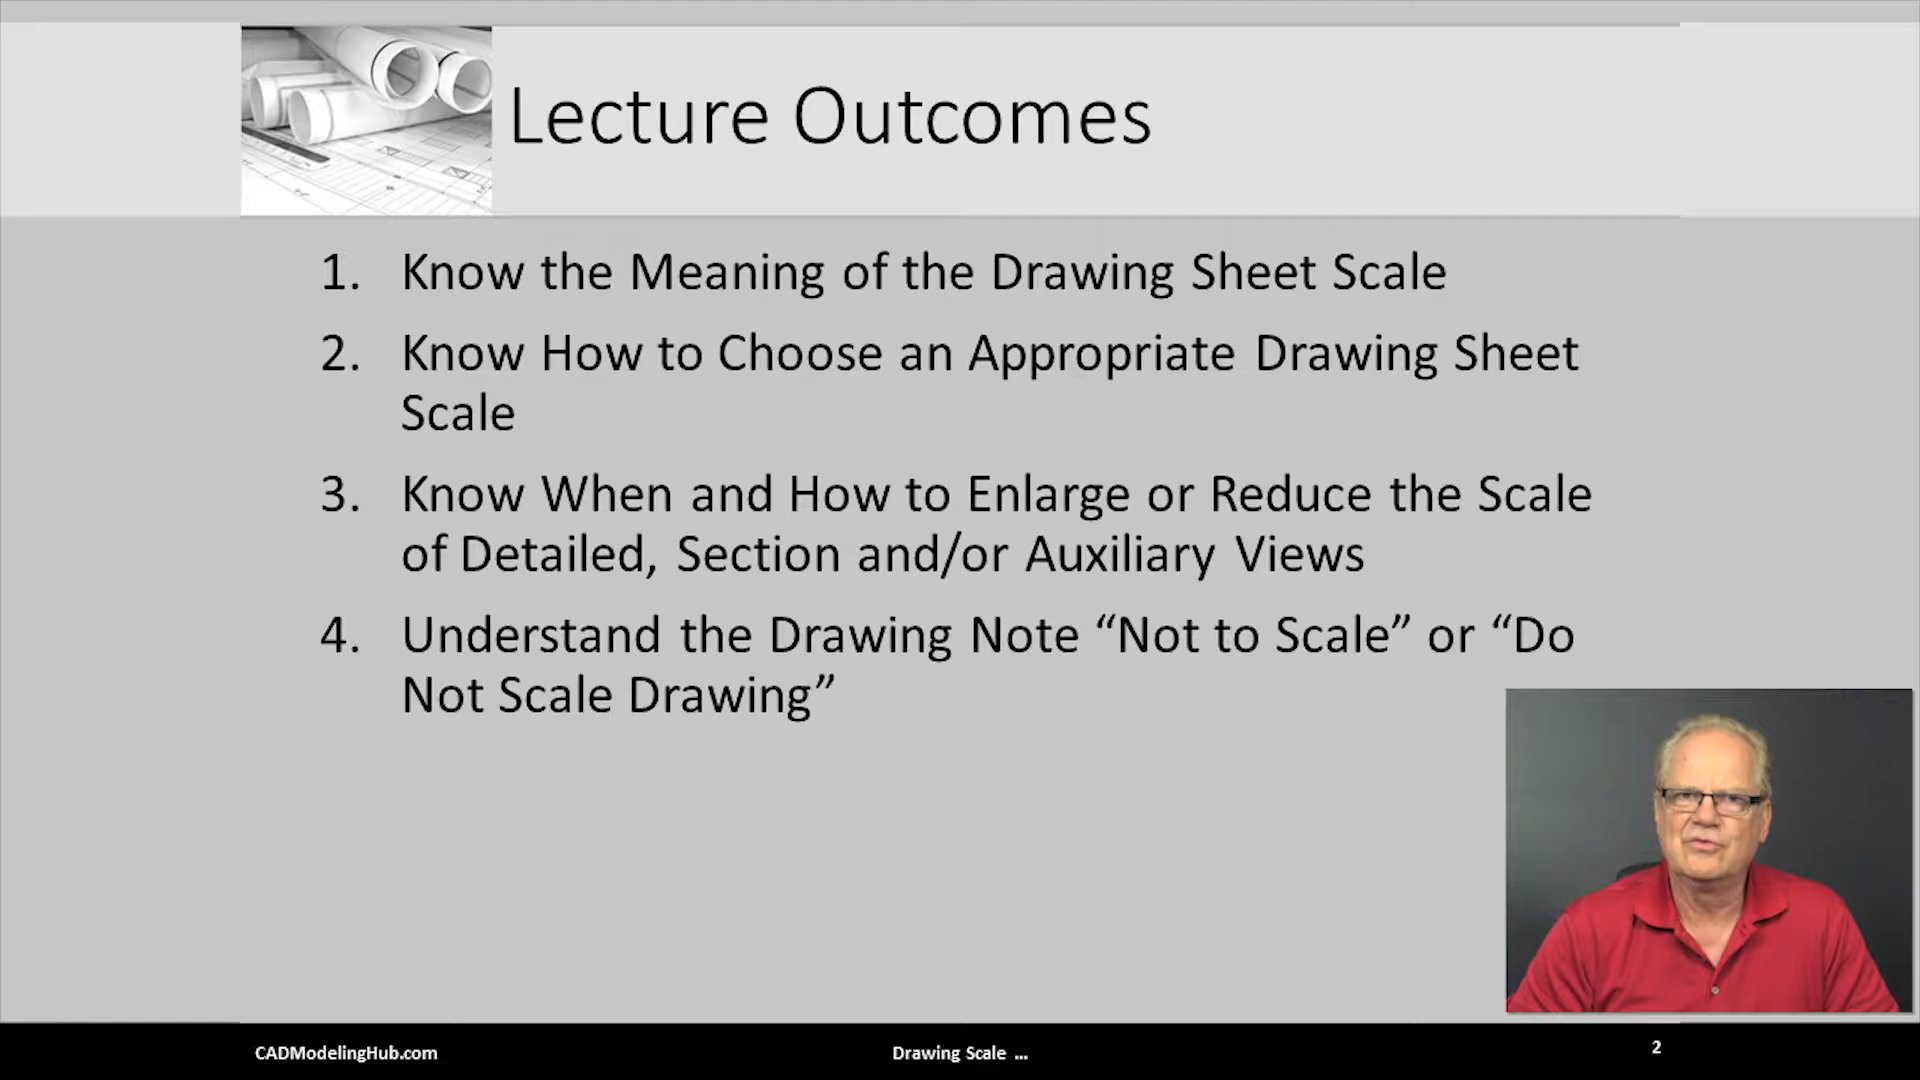 Lecture Outcomes
1. Know the Meaning of the Drawing Sheet Scale
2. Know How to Choose an Appropriate Drawing Sheet
Scale
3. Know When and How to Enlarge or Reduce the Scale
of Detailed, Section and/or Auxiliary Views
4. Understand the Drawing Note “Not to Scale” or “Do
Not Scale Drawing”
CADModelingHub.com
Drawing Scale ...
2